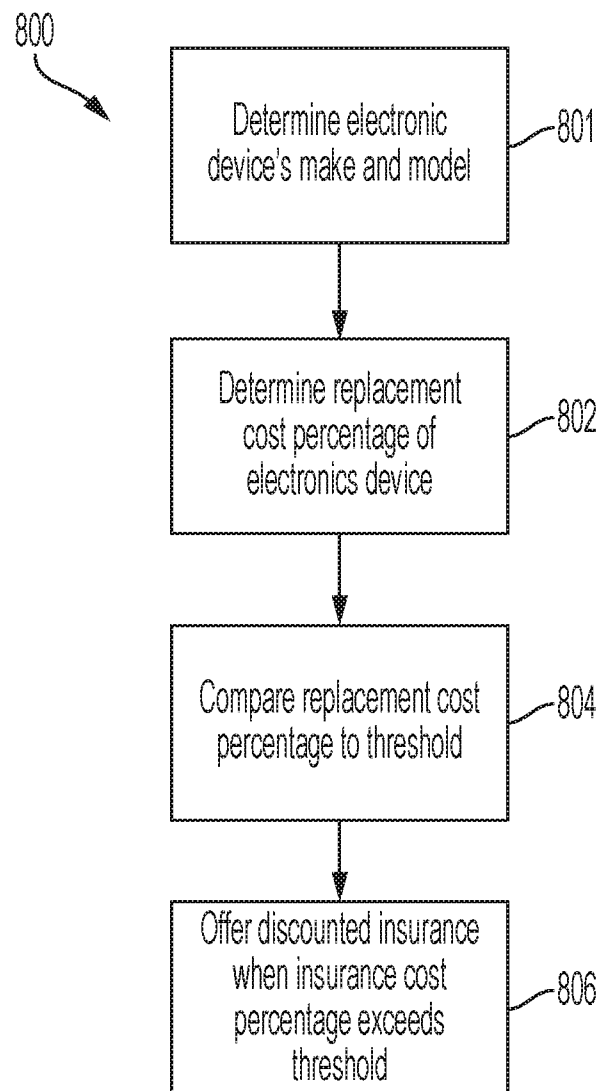 800
Determine electronic
device's make and model
801
Determine replacement
cost percentage of
electronics device
802
Compare replacement cost
percentage to threshold
804
Offer discounted insurance
when insurance cost
percentage exceeds
threshold
806